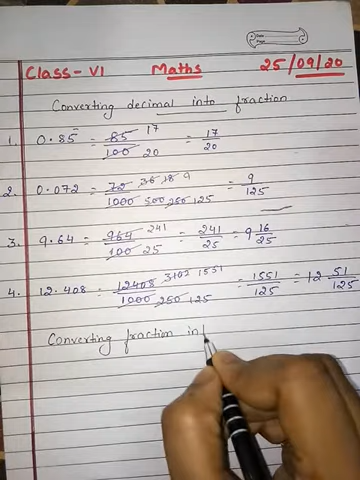 Date
Page
Class-VI Maths 25/09/20
Converting decimal into fraction
1. 0.85 = 85/100 17/20 = 17/20
2. 0.072 = 72/1000 36/500 18/250 9/125 = 9/125
3. 9.64 = 964/100 241/25 = 241/25 = 9 16/25
4. 12.408 = 12408/1000 3102/250 1551/125 = 1551/125 = 12 51/125
Converting fraction in